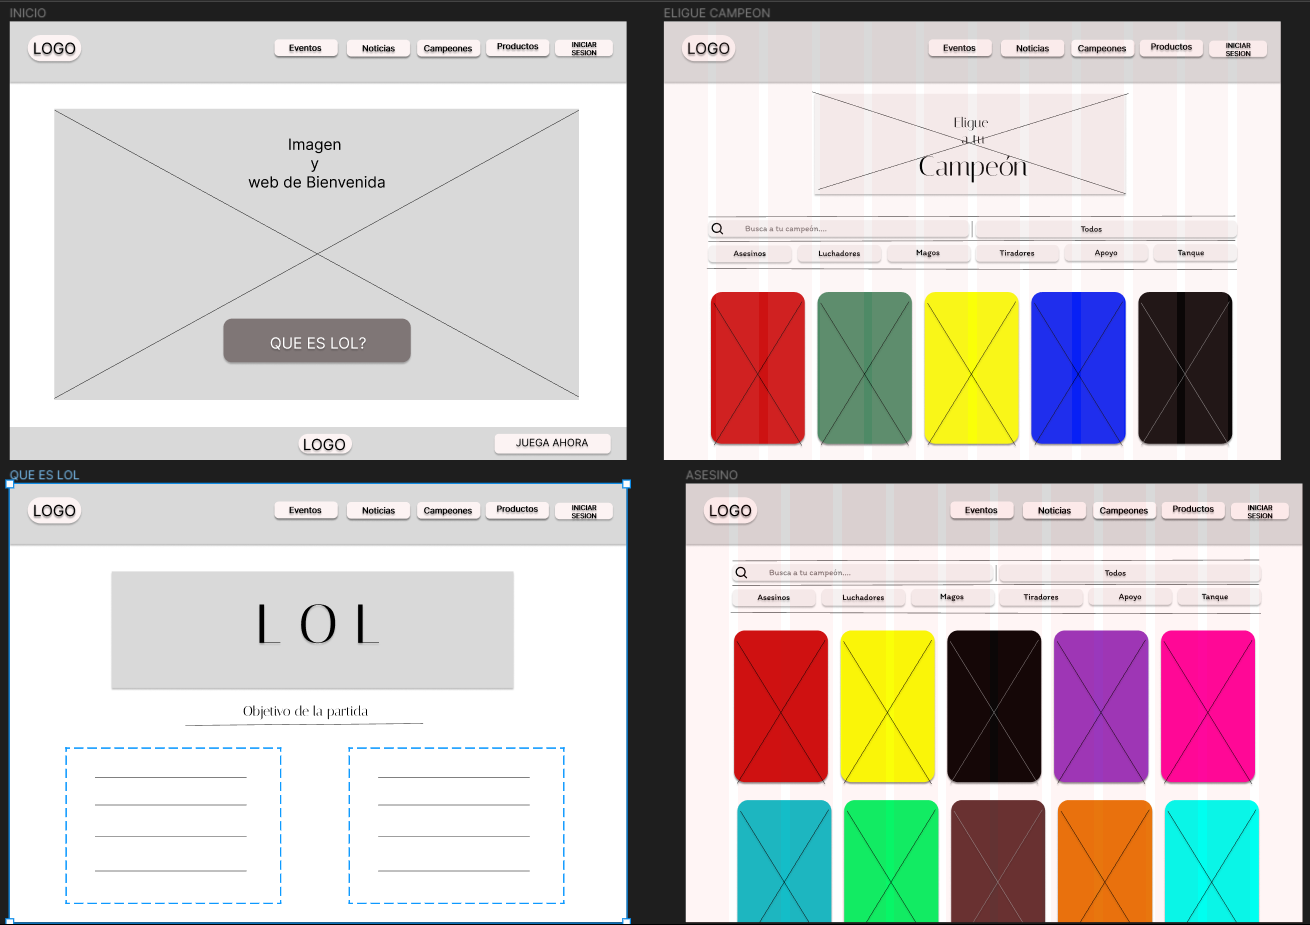 INICIO
LOGO
Eventos
Noticias
Campeones
Productos
INICIAR
SESION
Imagen
y
web de Bienvenida
QUE ES LOL?
LOGO
JUEGA AHORA
ELIGUE CAMPEON
LOGO
Eventos
Noticias
Campeones
Productos
INICIAR
SESION
Eligue
a tu
Campeón
Busca a tu campeón....
Todos
Asesinos
Luchadores
Magos
Tiradores
Apoyo
Tanque
QUE ES LOL
LOGO
Eventos
Noticias
Campeones
Productos
INICIAR
SESION
L O L
Objetivo de la partida
ASESINO
LOGO
Eventos
Noticias
Campeones
Productos
INICIAR
SESION
Busca a tu campeón....
Todos
Asesinos
Luchadores
Magos
Tiradores
Apoyo
Tanque